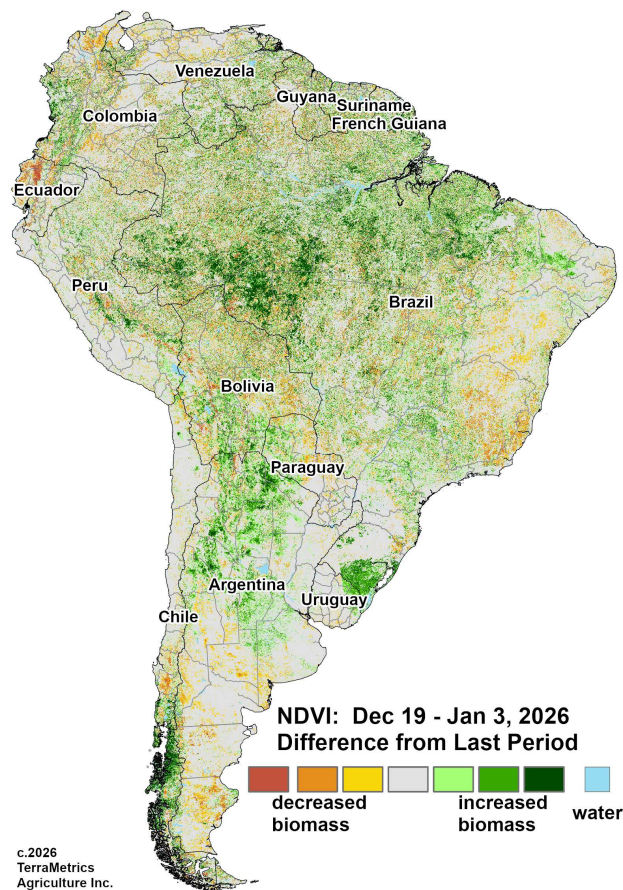 Venezuela
Guyana
Suriname
French Guiana
Colombia
Ecuador
Peru
Brazil
Bolivia
Paraguay
Argentina
Uruguay
Chile
NDVI: Dec 19 - Jan 3, 2026
Difference from Last Period
decreased
biomass
increased
biomass
water
c.2026
TerraMetrics
Agriculture Inc.